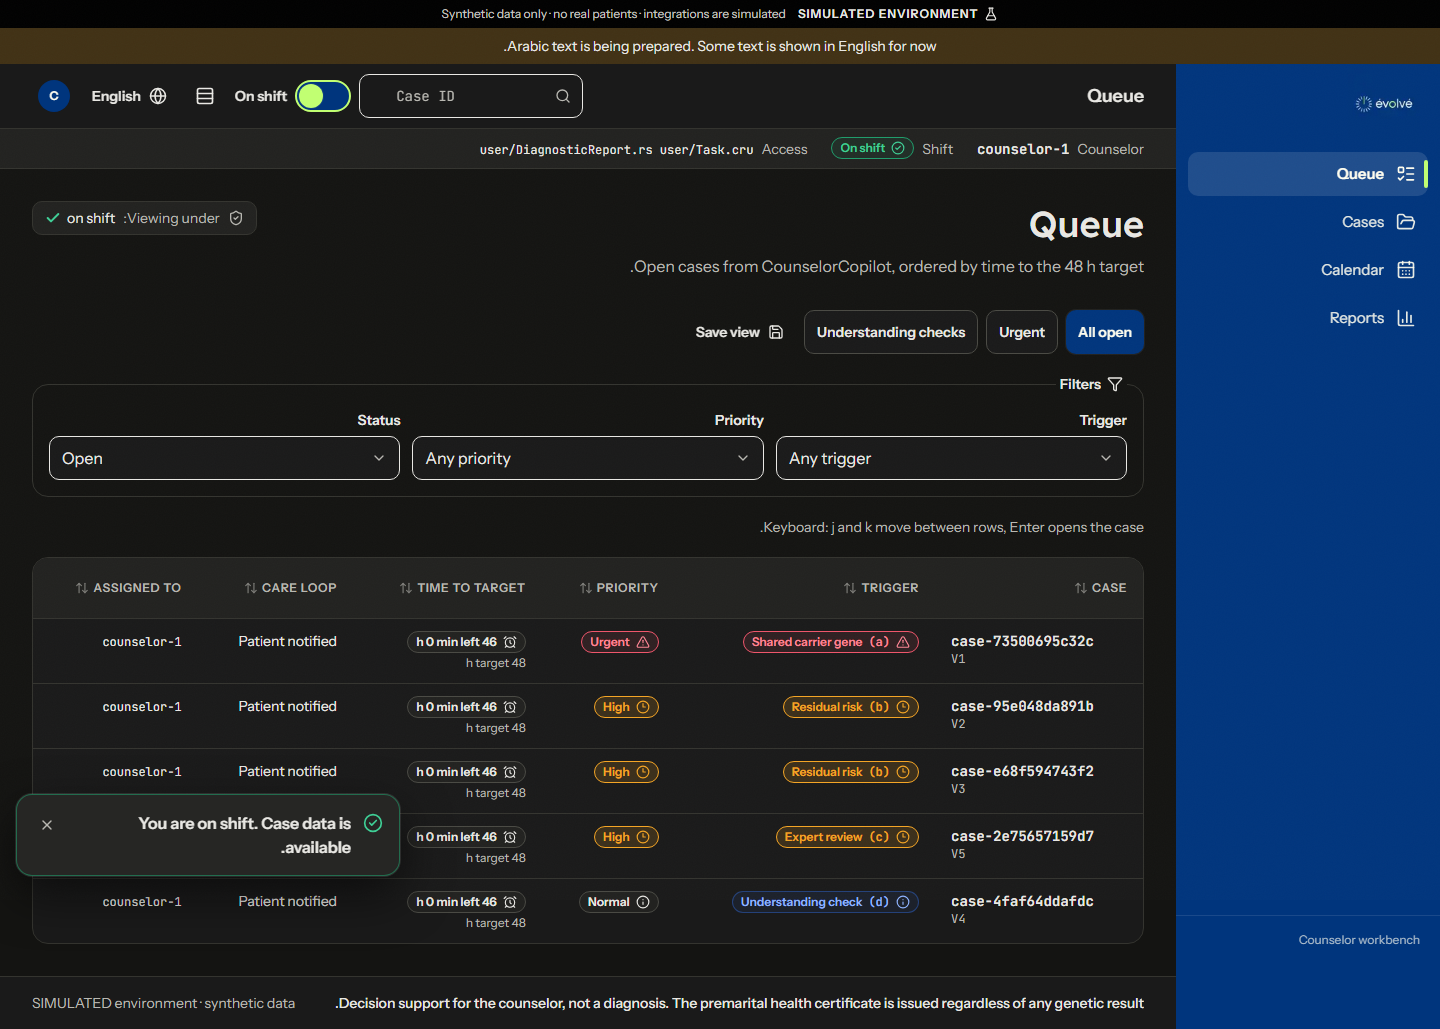 Synthetic data only · no real patients · integrations are simulated SIMULATED ENVIRONMENT
.Arabic text is being prepared. Some text is shown in English for now
évolvé
Queue
Cases
Calendar
Reports
Counselor workbench
Queue
Case ID
On shift
English
C
Counselor counselor-1
Shift On shift
Access user/DiagnosticReport.rs user/Task.cru
Queue
on shift :Viewing under
.Open cases from CounselorCopilot, ordered by time to the 48 h target
All open
Urgent
Understanding checks
Save view
Filters
Trigger
Any trigger
Priority
Any priority
Status
Open
.Keyboard: j and k move between rows, Enter opens the case
CASE TRIGGER PRIORITY TIME TO TARGET CARE LOOP ASSIGNED TO
case-73500695c32c Shared carrier gene (a) Urgent h 0 min left 46 Patient notified counselor-1
V1 h target 48
case-95e048da891b Residual risk (b) High h 0 min left 46 Patient notified counselor-1
V2 h target 48
case-e68f594743f2 Residual risk (b) High h 0 min left 46 Patient notified counselor-1
V3 h target 48
case-2e75657159d7 Expert review (c) High h 0 min left 46
V5 h target 48
case-4faf64ddafdc Understanding check (d) Normal h 0 min left 46 Patient notified counselor-1
V4 h target 48
You are on shift. Case data is
.available
.Decision support for the counselor, not a diagnosis. The premarital health certificate is issued regardless of any genetic result
SIMULATED environment · synthetic data